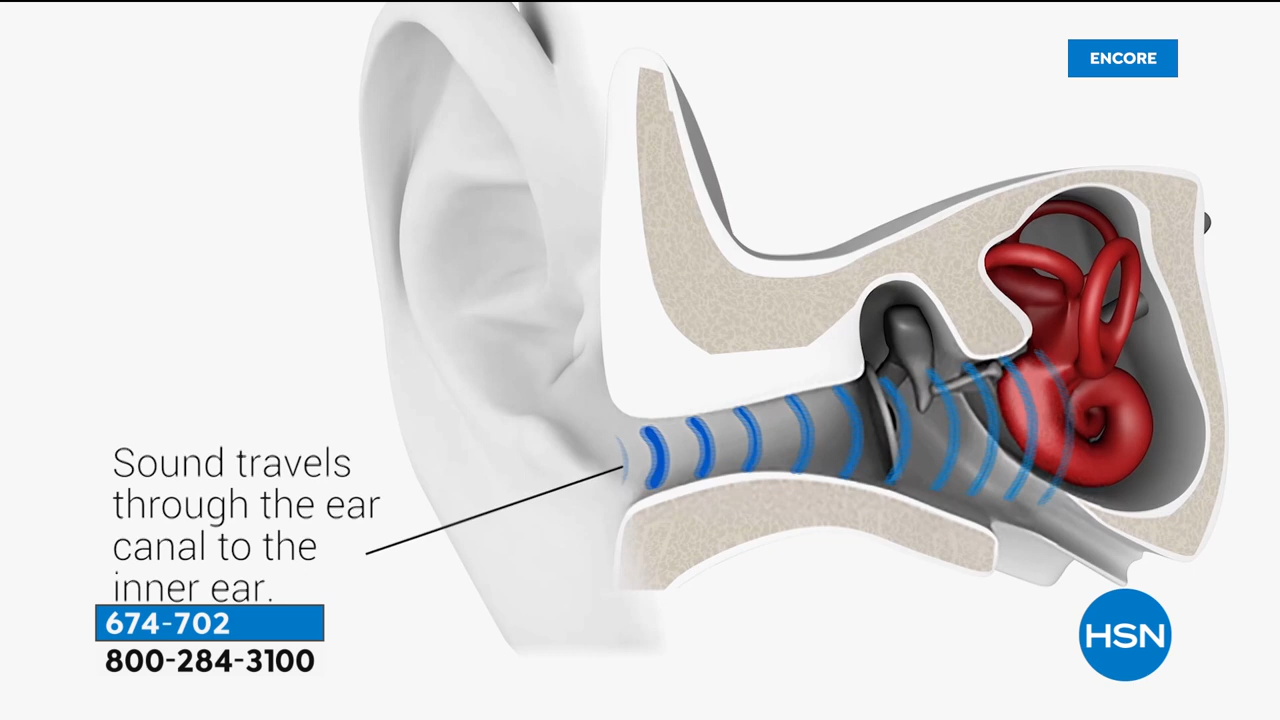 ENCORE
Sound travels
through the ear
canal to the
inner ear.
674-702
800-284-3100
HSN